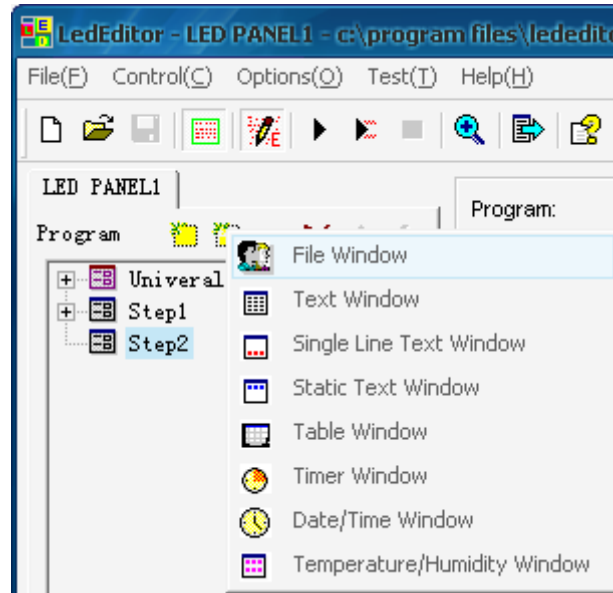 LedEditor - LED PANEL1 - c:\program files\lededito
File(F) Control(C) Options(O) Test(T) Help(H)
LED PANEL1
Program:
Program
File Window
Univeral
Text Window
Step1
Single Line Text Window
Step2
Static Text Window
Table Window
Timer Window
Date/Time Window
Temperature/Humidity Window